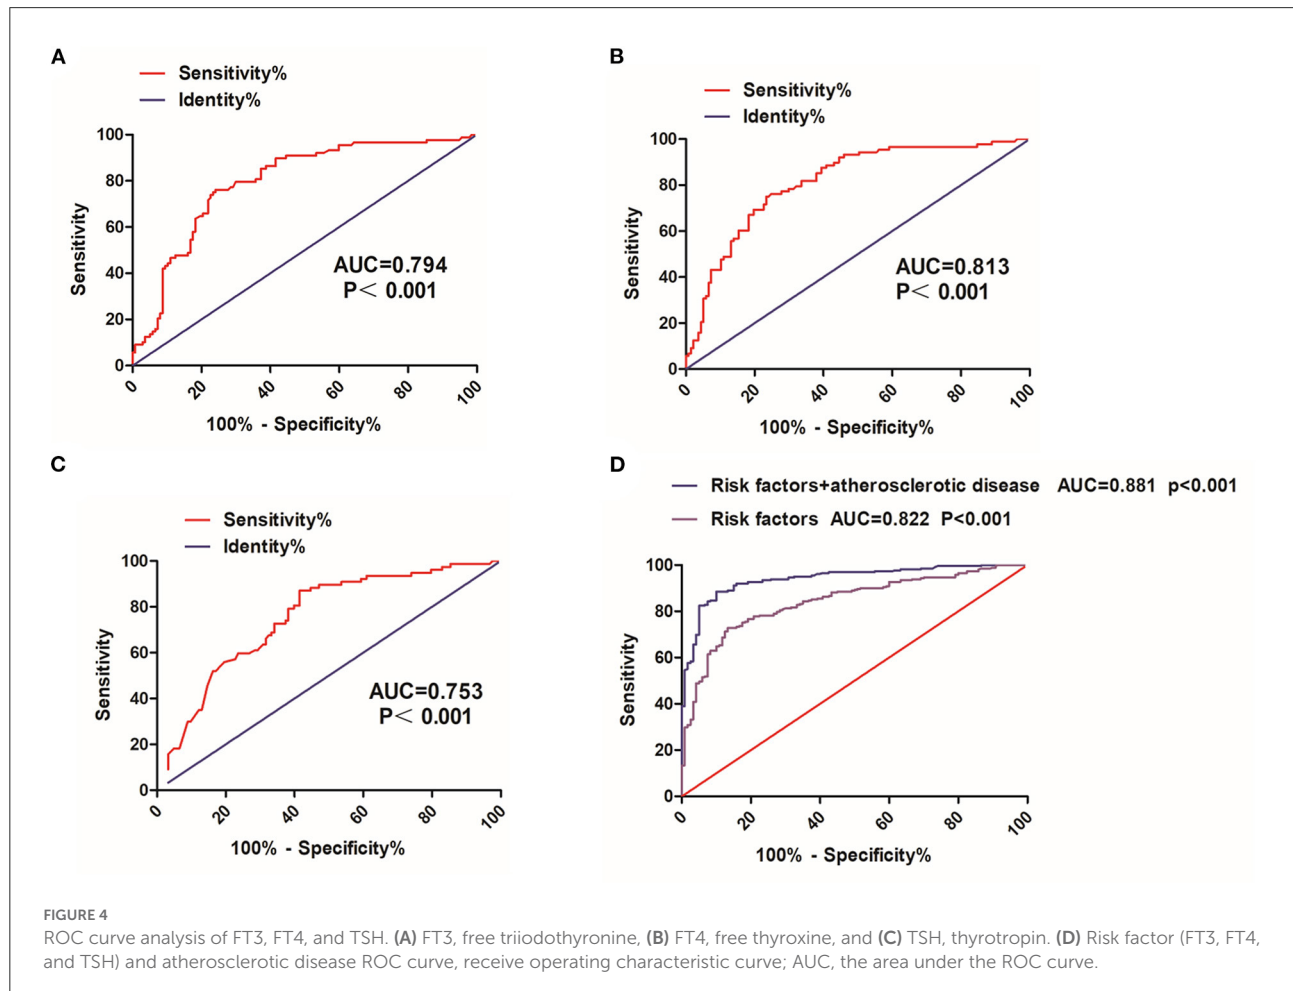 A
Sensitivity%
Identity%
100
80
60
40
20
0
Sensitivity
AUC=0.794
P< 0.001
0 20 40 60 80 100
100% - Specificity%
B
Sensitivity%
Identity%
100
80
60
40
20
0
Sensitivity
AUC=0.813
P< 0.001
0 20 40 60 80 100
100% - Specificity%
C
Sensitivity%
Identity%
100
80
60
40
20
0
Sensitivity
AUC=0.753
P< 0.001
0 20 40 60 80 100
100% - Specificity%
D
Risk factors+atherosclerotic disease AUC=0.881 p<0.001
Risk factors AUC=0.822 P<0.001
100
80
60
40
20
0
Sensitivity
0 20 40 60 80 100
100% - Specificity%
FIGURE 4
ROC curve analysis of FT3, FT4, and TSH. (A) FT3, free triiodothyronine, (B) FT4, free thyroxine, and (C) TSH, thyrotropin. (D) Risk factor (FT3, FT4,
and TSH) and atherosclerotic disease ROC curve, receive operating characteristic curve; AUC, the area under the ROC curve.